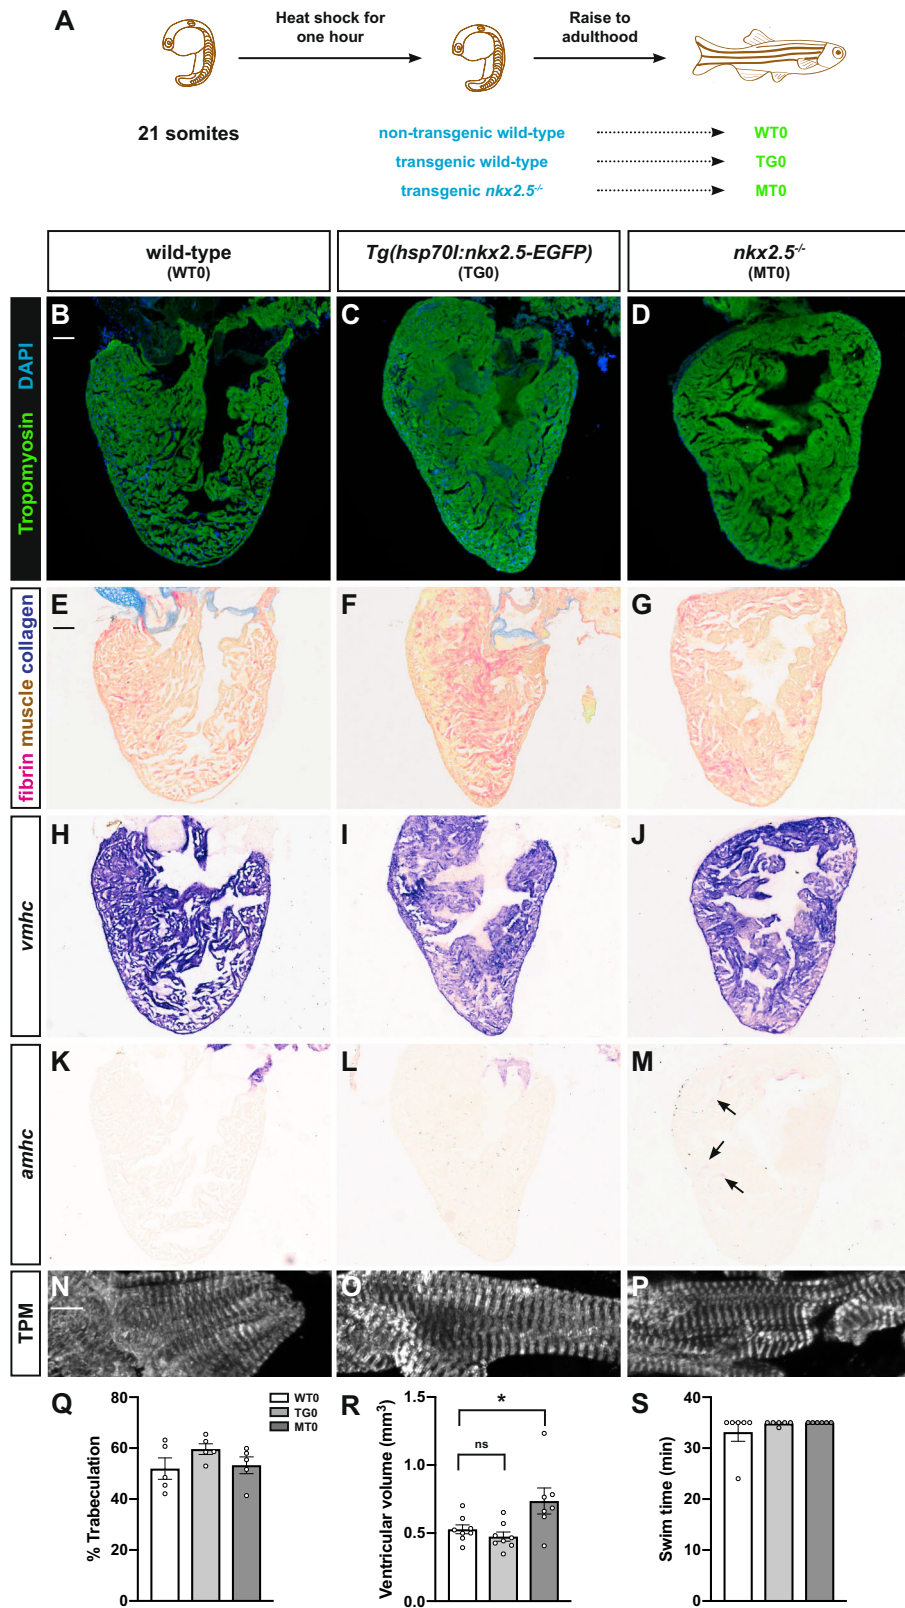 A
Heat shock for
one hour
Raise to
adulthood
21 somites
non-transgenic wild-type
WT0
transgenic wild-type
TG0
transgenic nkx2.5-/-
MT0
wild-type
(WT0)
Tg(hsp70l:nkx2.5-EGFP)
(TG0)
nkx2.5-/-
(MT0)
Tropomyosin DAPI
B
C
D
fibrin muscle collagen
E
F
G
vmhc
H
I
J
amhc
K
L
M
TPM
N
O
P
Q
% Trabeculation
80
60
40
20
0
WT0
TG0
MT0
R
Ventricular volume (mm3)
1.5
1.0
0.5
0.0
*
ns
S
Swim time (min)
40
30
20
10
0